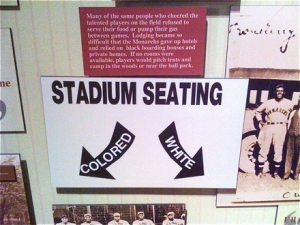 Many of the same people who cheered the
talented players on the field refused to
serve their food or pump their gas
between games. Lodging became so
difficult that the Monarchs gave up hotels
and relied on black boarding houses and
private homes. If no rooms were
available, players would pitch tents and
camp in the woods or near the ball park.
STADIUM SEATING
COLORED
WHITE